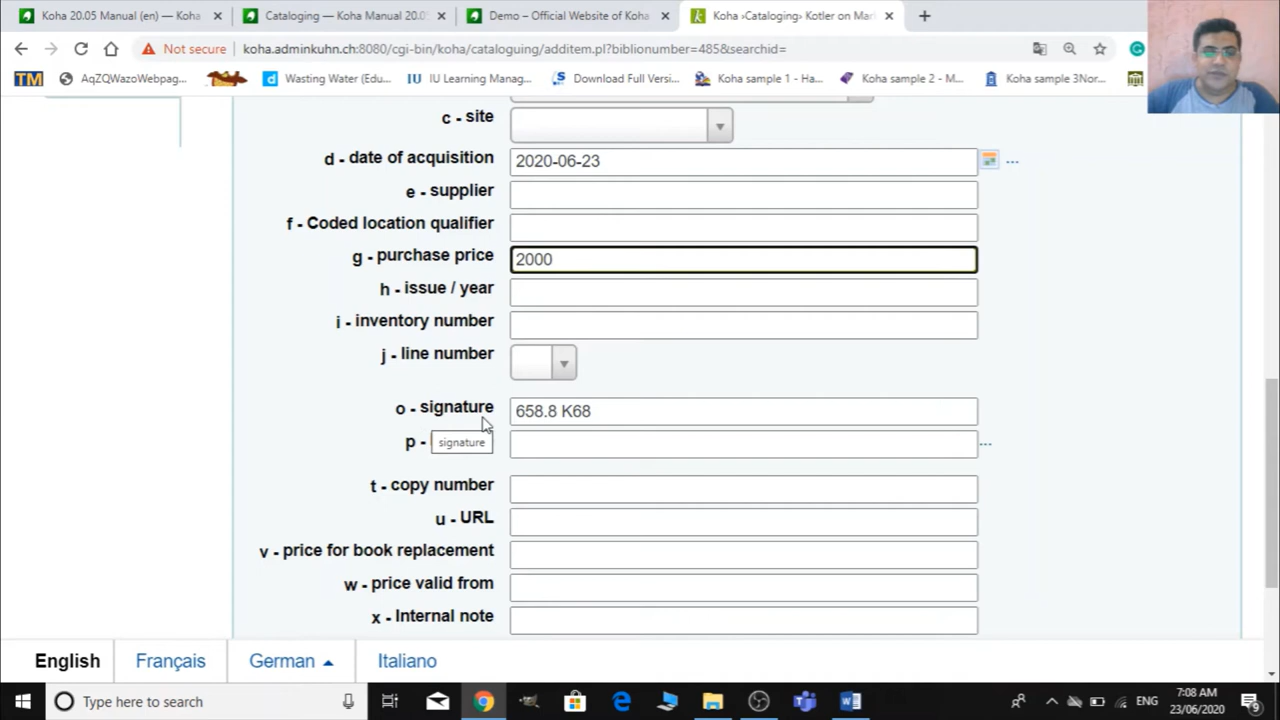 Koha 20.05 Manual (en) — Koha
Cataloging — Koha Manual 20.0
Demo – Official Website of Koha
Koha ›Cataloging› Kotler on Mar
Not secure
koha.adminkuhn.ch:8080/cgi-bin/koha/cataloguing/additem.pl?biblionumber=485&searchid=
TM
AqZQWazoWebpag...
Wasting Water (Edu...
IU IU Learning Manag...
Download Full Versi...
Koha sample 1 - Ha...
Koha sample 2 - M...
Koha sample 3Nor...
c - site
d - date of acquisition 2020-06-23 ...
e - supplier
f - Coded location qualifier
g - purchase price 2000
h - issue / year
i - inventory number
j - line number
o - signature 658.8 K68
p - signature ...
t - copy number
u - URL
v - price for book replacement
w - price valid from
x - Internal note
English Français German Italiano
Type here to search
ENG
7:08 AM
23/06/2020
9